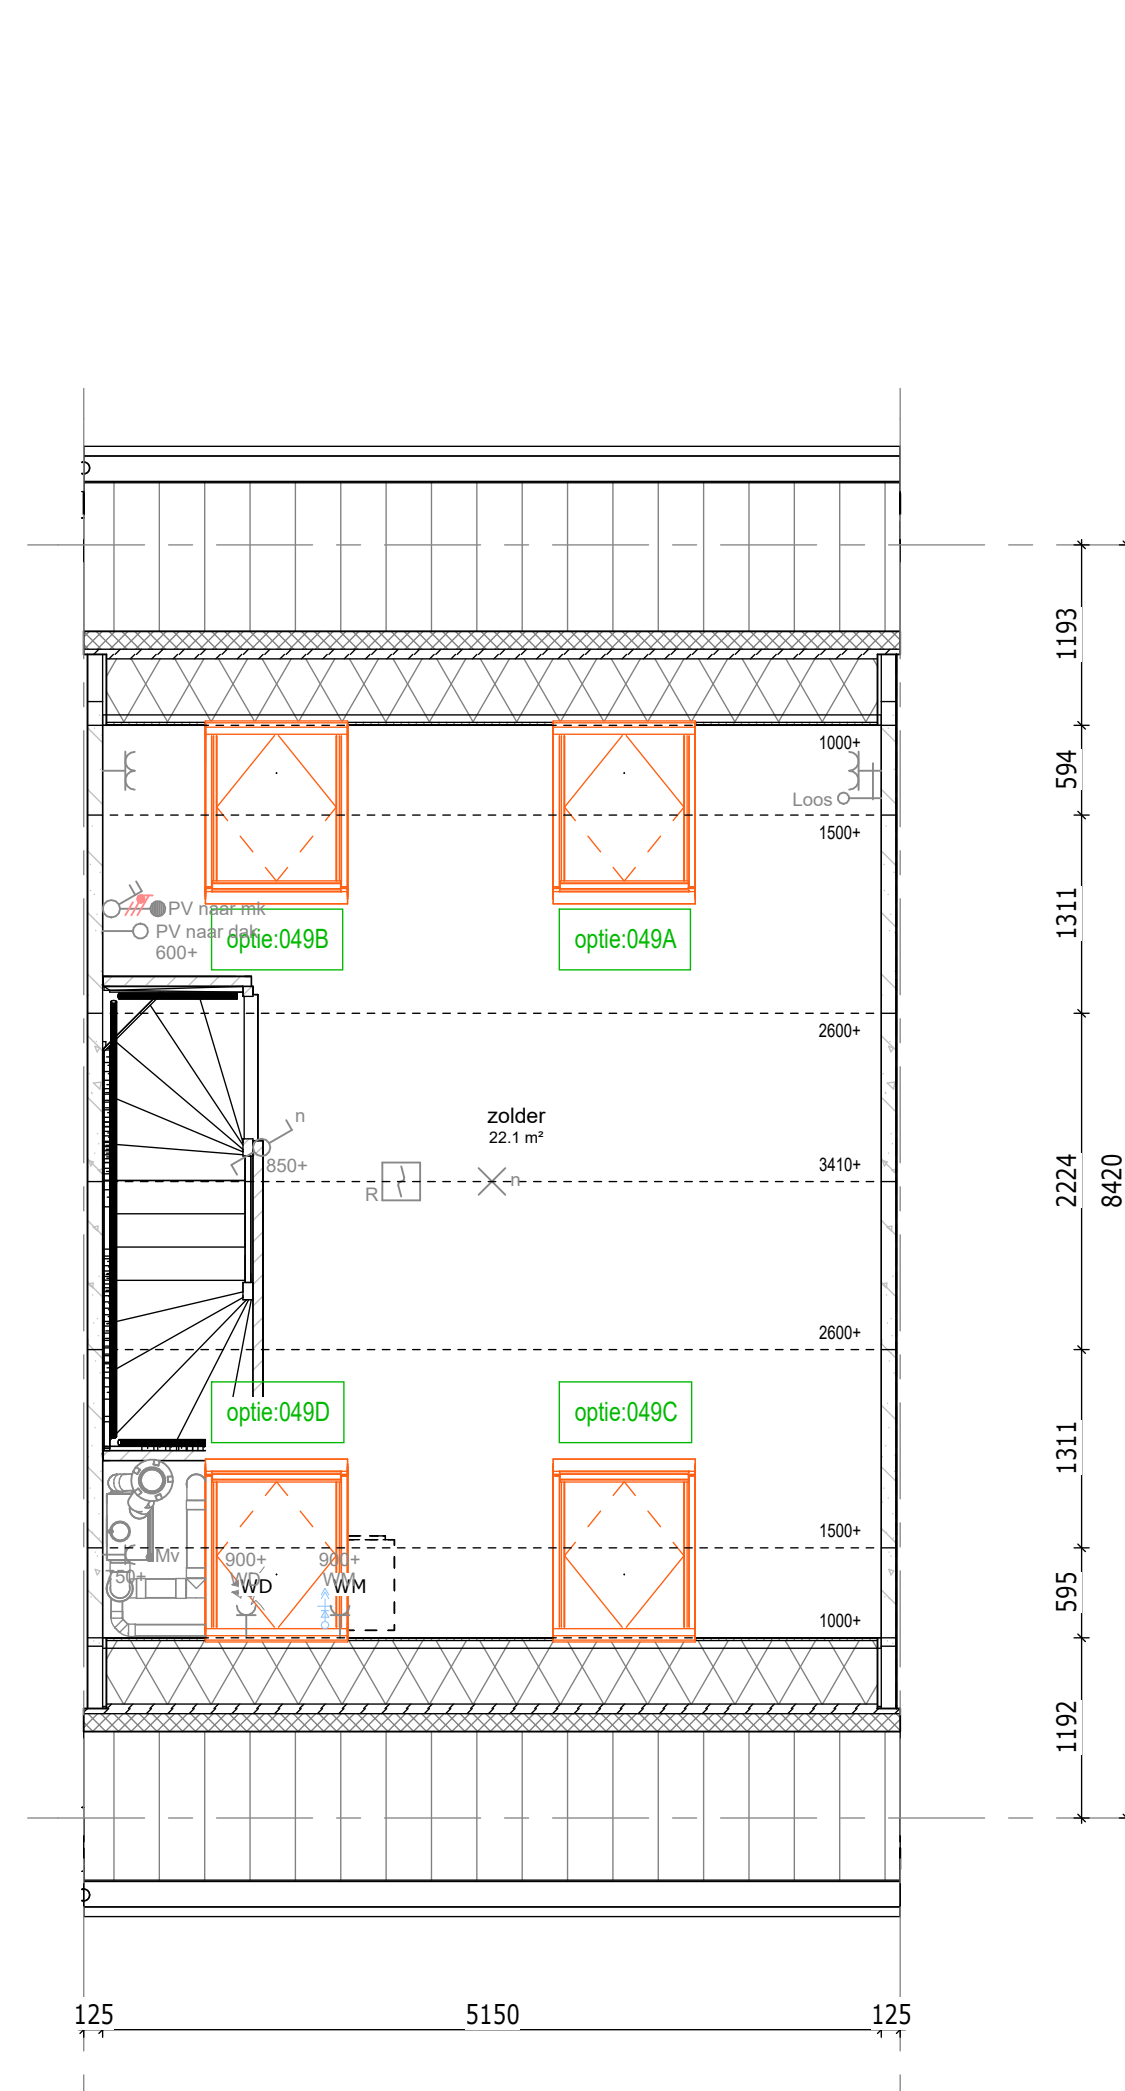 1193
1000+
594
Loos
1500+
PV naar mk
1311
PV naar dak
optie:049B
optie:049A
600+
2600+
n
zolder
22.1 m²
850+
3410+
2224
8420
R
n
2600+
optie:049D
optie:049C
1311
1500+
Mv
900+
900+
750+
WD
WM
WD
WM
595
1000+
1192
125
5150
125